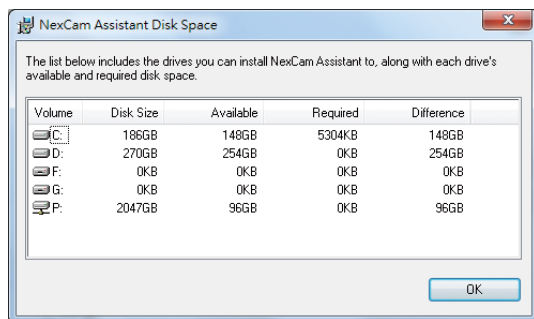 NexCam Assistant Disk Space
The list below includes the drives you can install NexCam Assistant to, along with each drive's
available and required disk space.
Volume Disk Size Available Required Difference
C: 186GB 148GB 5304KB 148GB
D: 270GB 254GB 0KB 254GB
F: 0KB 0KB 0KB 0KB
G: 0KB 0KB 0KB 0KB
P: 2047GB 96GB 0KB 96GB
OK